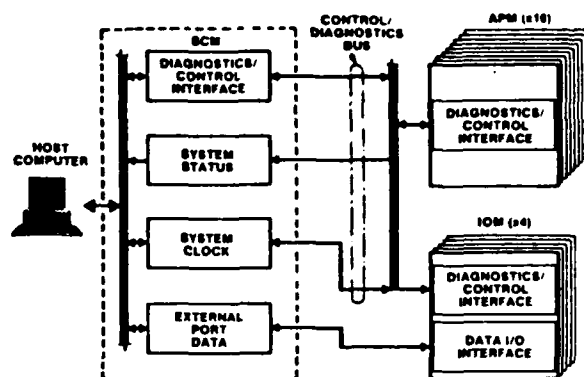 SCM
DIAGNOSTICS/
CONTROL
INTERFACE
SYSTEM
STATUS
SYSTEM
CLOCK
EXTERNAL
PORT
DATA
HOST
COMPUTER
CONTROL/
DIAGNOSTICS
BUS
APM (x16)
DIAGNOSTICS/
CONTROL
INTERFACE
IOM (x4)
DIAGNOSTICS/
CONTROL
INTERFACE
DATA I/O
INTERFACE